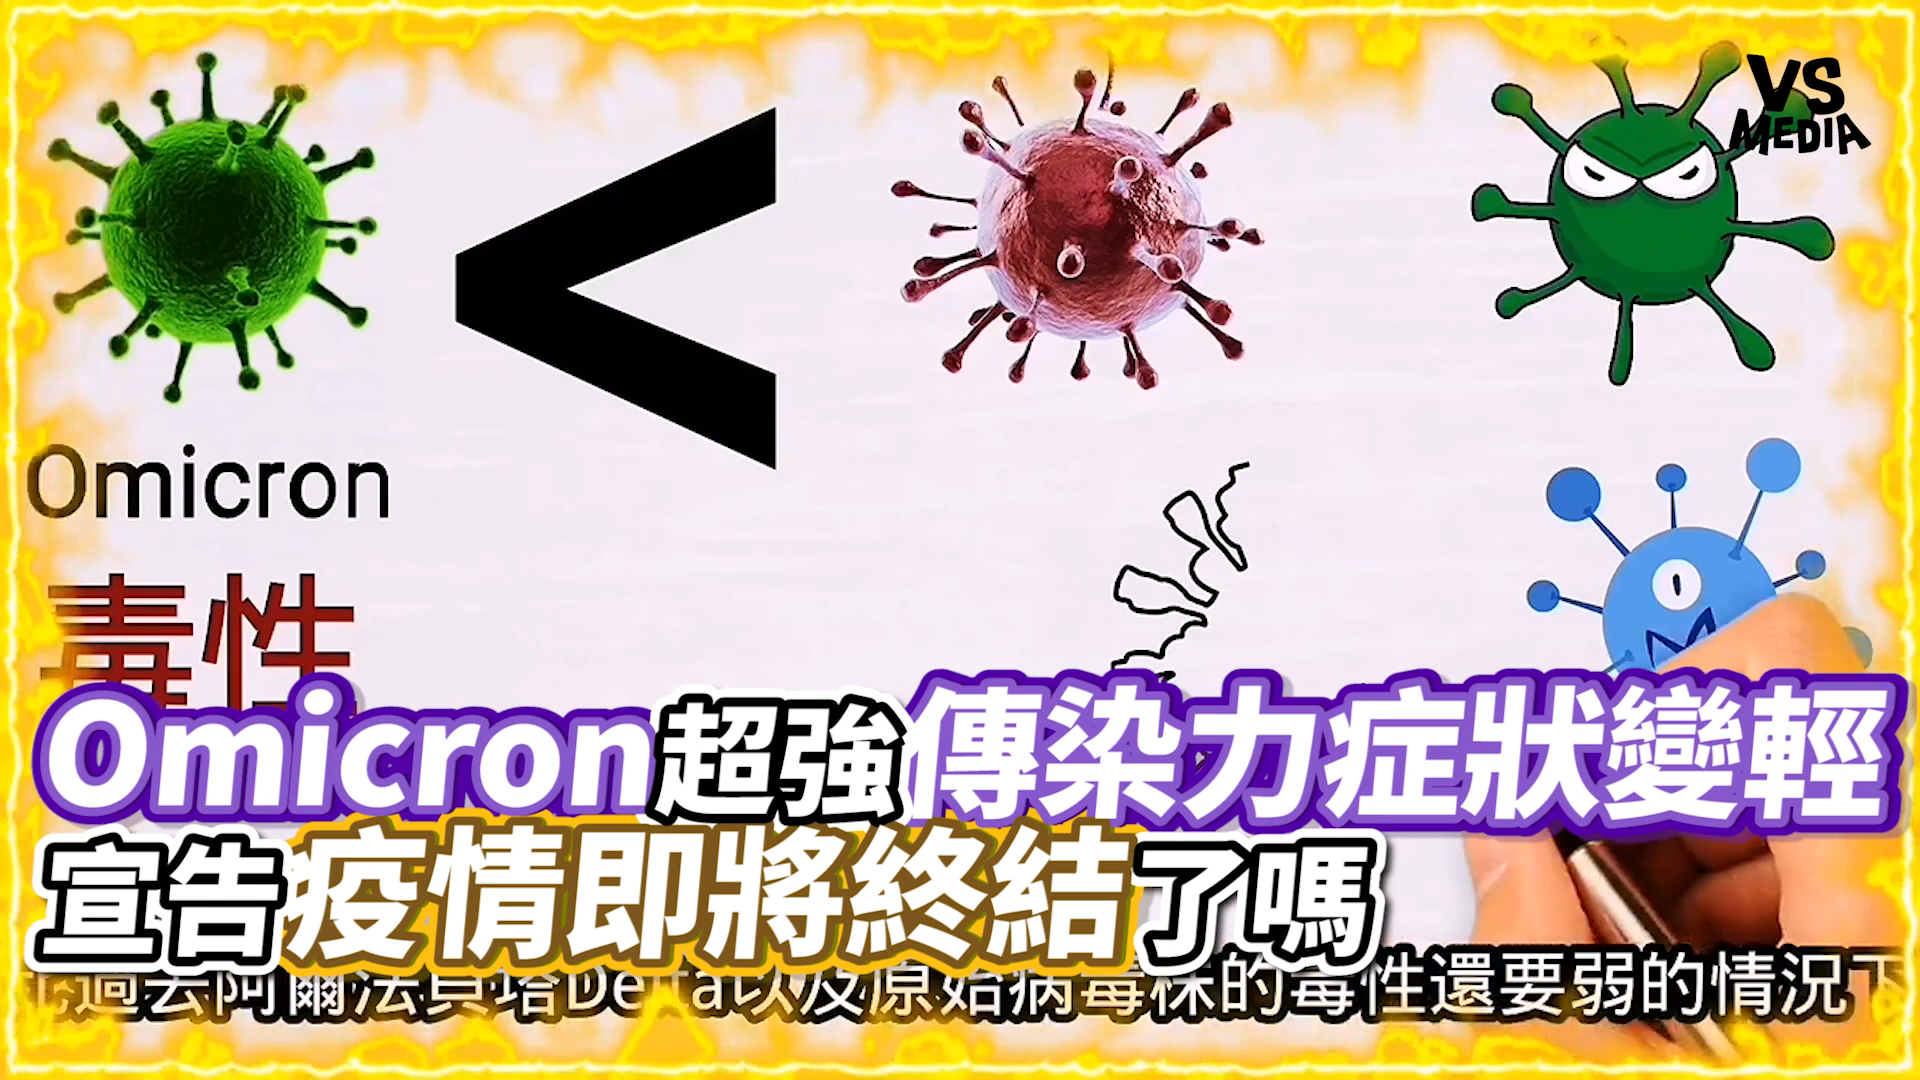 VS
MEDIA
Omicron
毒性
Omicron超強傳染力症狀變輕
宣告疫情即將終結了嗎
過去阿爾法貝塔Delta以及原始病毒株的毒性還要弱的情況下